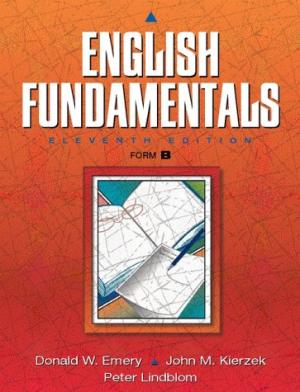 ENGLISH
FUNDAMENTALS
ELEVENTH EDITION
FORM B
Donald W. Emery ▲ John M. Kierzek
Peter Lindblom